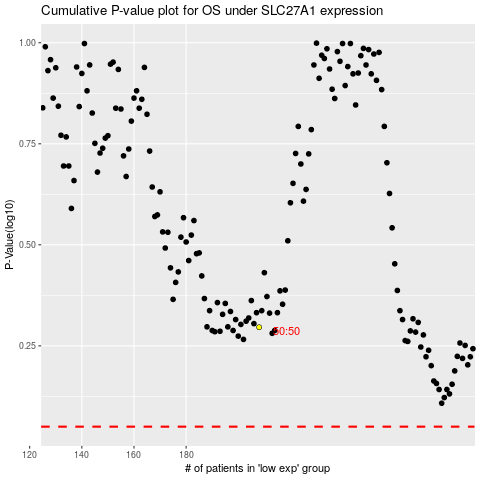 Cumulative P-value plot for OS under SLC27A1 expression
P-Value(log10)
1.00
0.75
0.50
0.25
50:50
120 140 160 180
# of patients in 'low exp' group